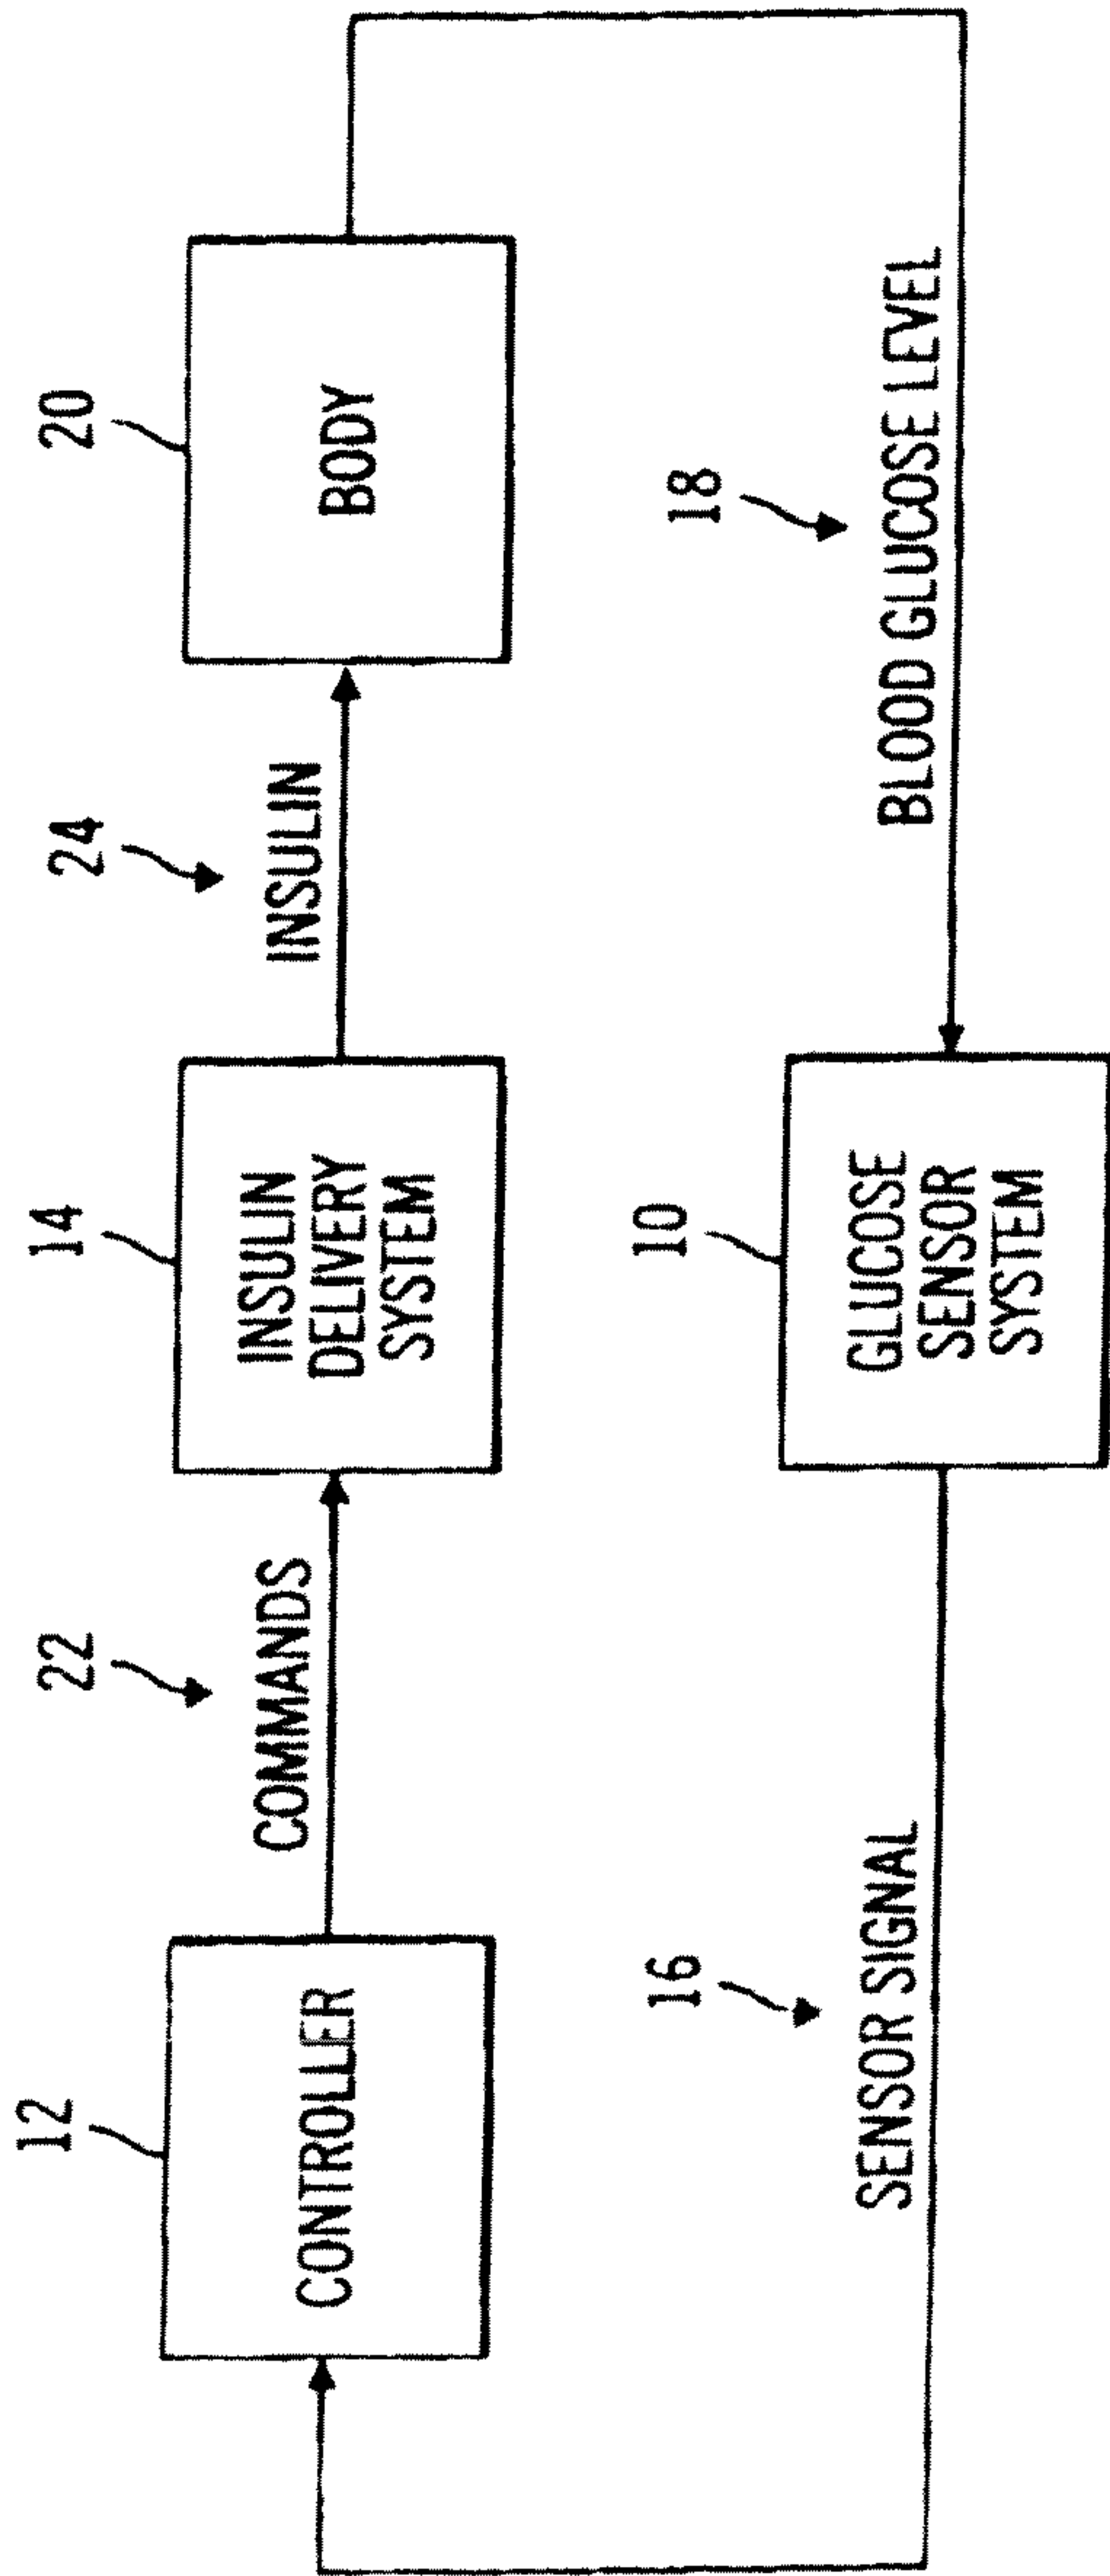 12
CONTROLLER
22
COMMANDS
14
INSULIN
DELIVERY
SYSTEM
24
INSULIN
20
BODY
16
SENSOR SIGNAL
10
GLUCOSE
SENSOR
SYSTEM
18
BLOOD GLUCOSE LEVEL